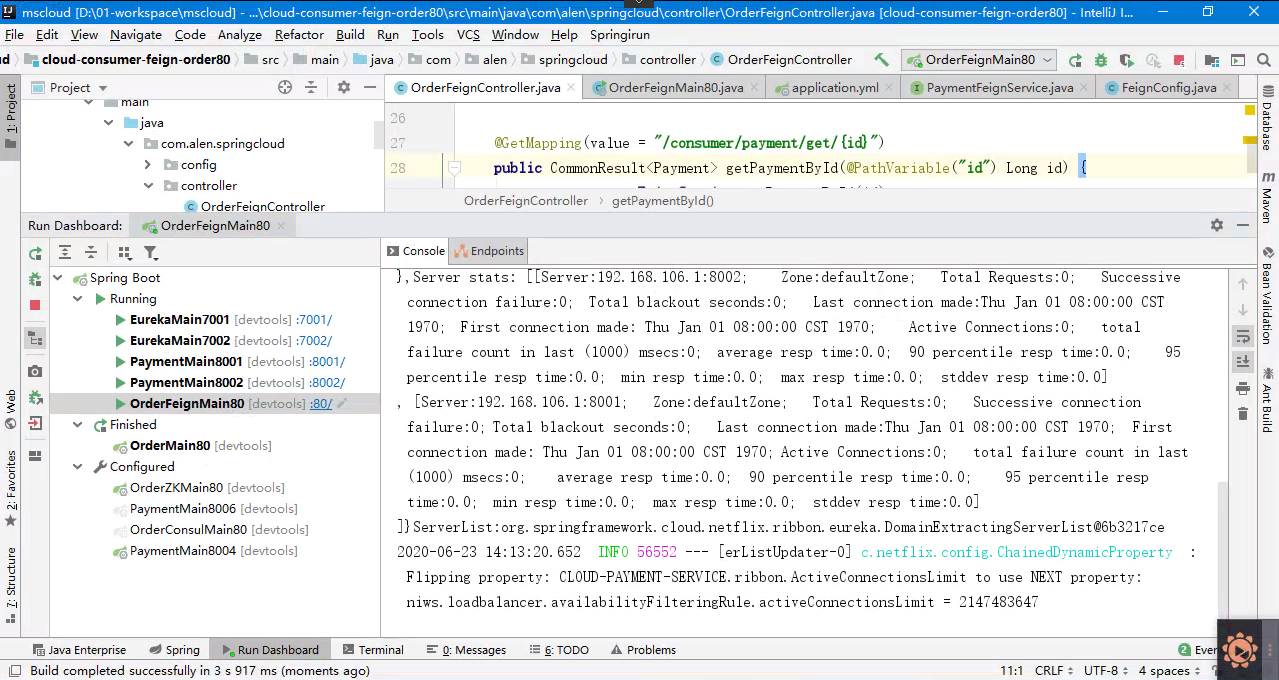 mscloud [D:\01-workspace\mscloud] - ...\cloud-consumer-feign-order80\src\main\java\com\alen\springcloud\controller\OrderFeignController.java [cloud-consumer-feign-order80] - IntelliJ I...
File Edit View Navigate Code Analyze Refactor Build Run Tools VCS Window Help Springirun
cloud-consumer-feign-order80 src main java com alen springcloud controller OrderFeignController OrderFeignMain80
Project
OrderFeignController.java OrderFeignMain80.java application.yml PaymentFeignService.java FeignConfig.java
main
java
com.alen.springcloud
config
controller
OrderFeignController
26
27 @GetMapping(value = "/consumer/payment/get/{id}")
28 public CommonResult<Payment> getPaymentById(@PathVariable("id") Long id) {
OrderFeignController › getPaymentById()
Run Dashboard: OrderFeignMain80
Console Endpoints
Spring Boot
Running
EurekaMain7001 [devtools] :7001/
EurekaMain7002 [devtools] :7002/
PaymentMain8001 [devtools] :8001/
PaymentMain8002 [devtools] :8002/
OrderFeignMain80 [devtools] :80/
Finished
OrderMain80 [devtools]
Configured
OrderZKMain80 [devtools]
PaymentMain8006 [devtools]
OrderConsulMain80 [devtools]
PaymentMain8004 [devtools]
},Server stats: [[Server:192.168.106.1:8002; Zone:defaultZone; Total Requests:0; Successive
connection failure:0; Total blackout seconds:0; Last connection made:Thu Jan 01 08:00:00 CST
1970; First connection made: Thu Jan 01 08:00:00 CST 1970; Active Connections:0; total
failure count in last (1000) msecs:0; average resp time:0.0; 90 percentile resp time:0.0; 95
percentile resp time:0.0; min resp time:0.0; max resp time:0.0; stddev resp time:0.0]
, [Server:192.168.106.1:8001; Zone:defaultZone; Total Requests:0; Successive connection
failure:0; Total blackout seconds:0; Last connection made:Thu Jan 01 08:00:00 CST 1970; First
connection made: Thu Jan 01 08:00:00 CST 1970; Active Connections:0; total failure count in last
(1000) msecs:0; average resp time:0.0; 90 percentile resp time:0.0; 95 percentile resp
time:0.0; min resp time:0.0; max resp time:0.0; stddev resp time:0.0]
]}ServerList:org.springframework.cloud.netflix.ribbon.eureka.DomainExtractingServerList@6b3217ce
2020-06-23 14:13:20.652 INFO 56552 --- [erListUpdater-0] c.netflix.config.ChainedDynamicProperty :
Flipping property: CLOUD-PAYMENT-SERVICE.ribbon.ActiveConnectionsLimit to use NEXT property:
niws.loadbalancer.availabilityFilteringRule.activeConnectionsLimit = 2147483647
1: Project
Web
2: Favorites
7: Structure
Database
Maven
Bean Validation
Ant Build
Java Enterprise Spring Run Dashboard Terminal 0: Messages 6: TODO Problems 2
Build completed successfully in 3 s 917 ms (moments ago) 11:1 CRLF UTF-8 4 spaces